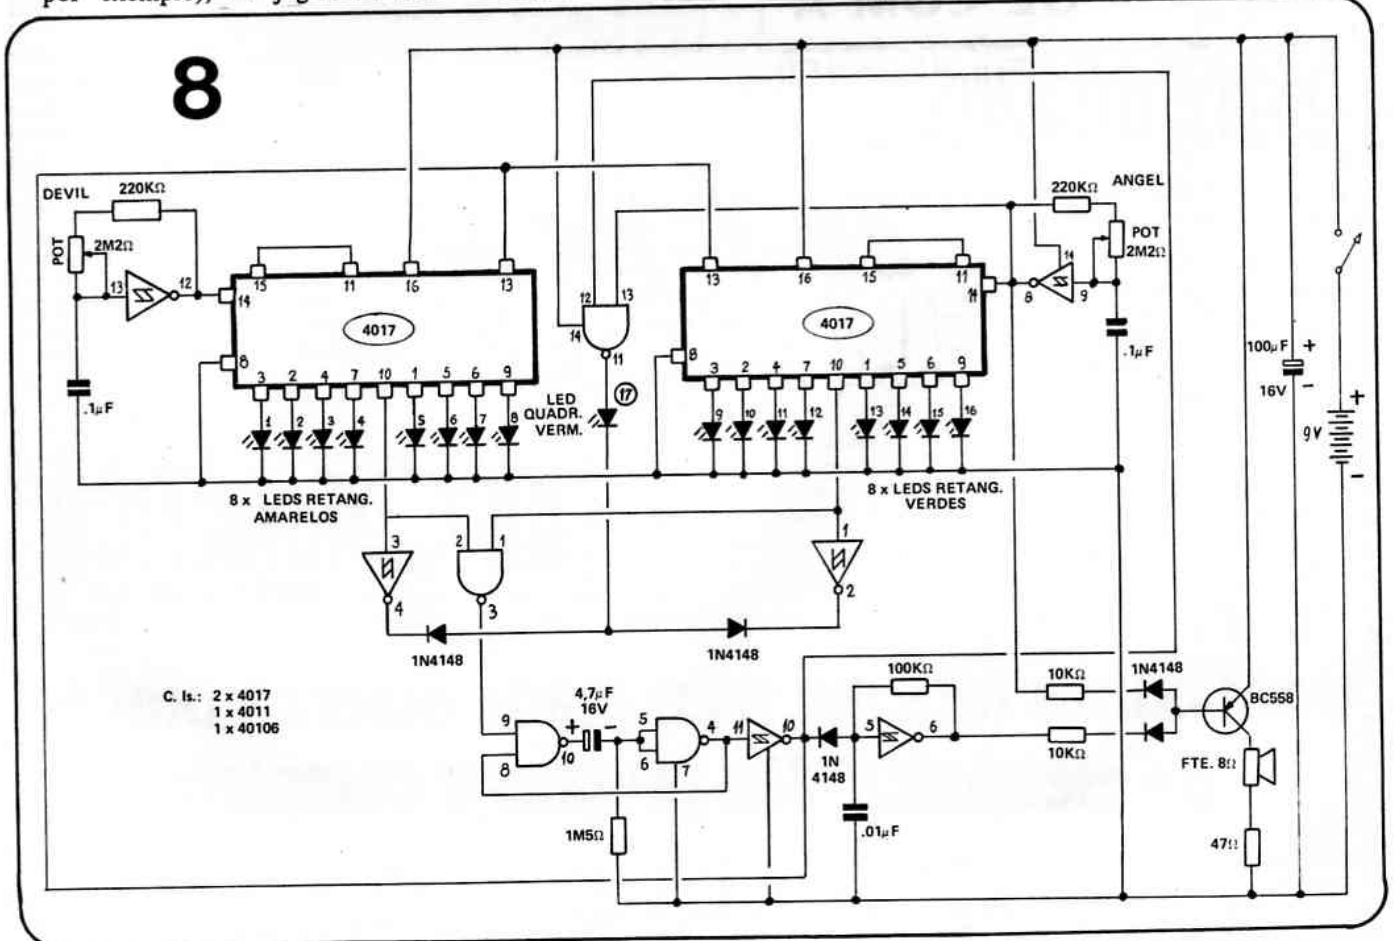 por exemplo),
8
DEVIL
220KΩ
POT
2M2Ω
13
12
14
8
.1μF
15
11
16
13
4017
3 2 4 7 10 1 5 6 9
1 2 3 4 5 6 7 8
8 x LEDS RETANG.
AMARELOS
12
13
14
11
17
LED
QUADR.
VERM.
13
16
15
11
14
8
4017
3 2 4 7 10 1 5 6 9
9 10 11 12 13 14 15 16
8 x LEDS RETANG.
VERDES
ANGEL
220KΩ
POT
2M2Ω
14
8
9
.1μF
100μF
+
16V
-
9V
+
-
3
4
2
1
3
1
2
1N4148
1N4148
C. Is.: 2 x 4017
1 x 4011
1 x 40106
9
8
10
4,7μF
16V
+
-
5
6
4
7
11
10
1N
4148
100KΩ
5
6
.01μF
1M5Ω
10KΩ
10KΩ
1N4148
BC558
FTE. 8Ω
47Ω